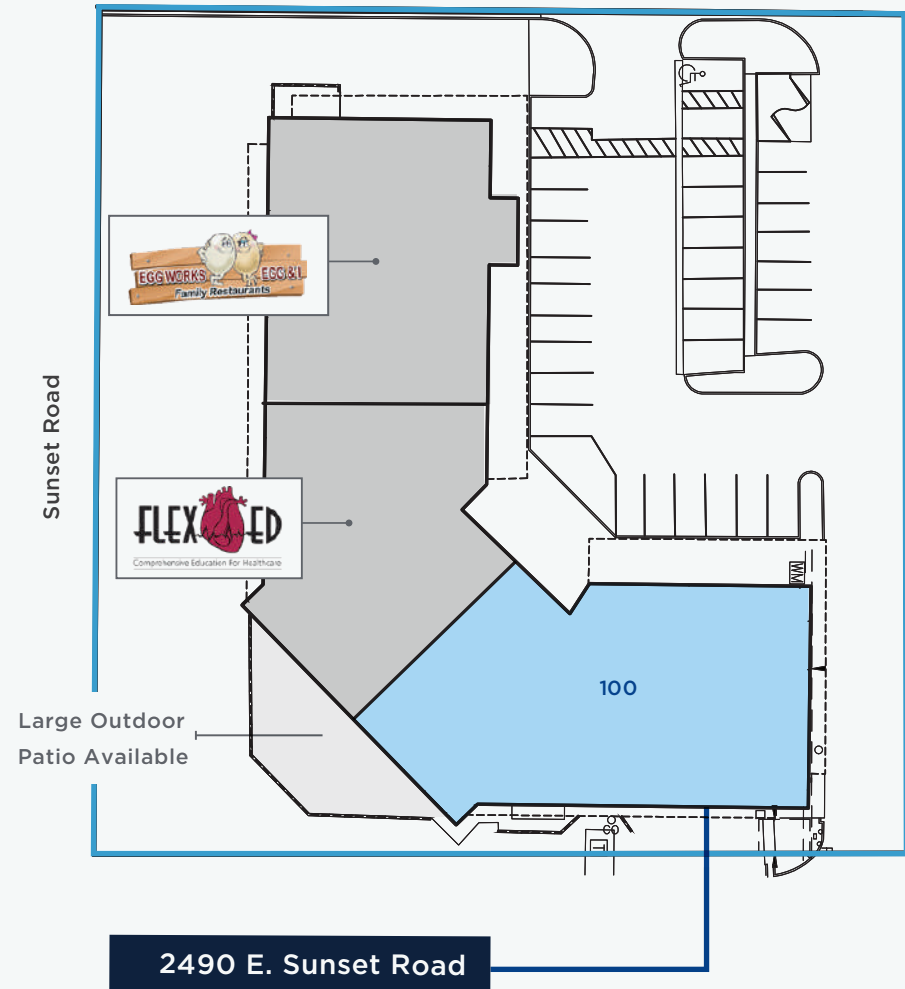 EGG WORKS
EGG & I
Family Restaurants
Sunset Road
FLEX ED
Comprehensive Education For Healthcare
WM
100
Large Outdoor
Patio Available
T
2490 E. Sunset Road